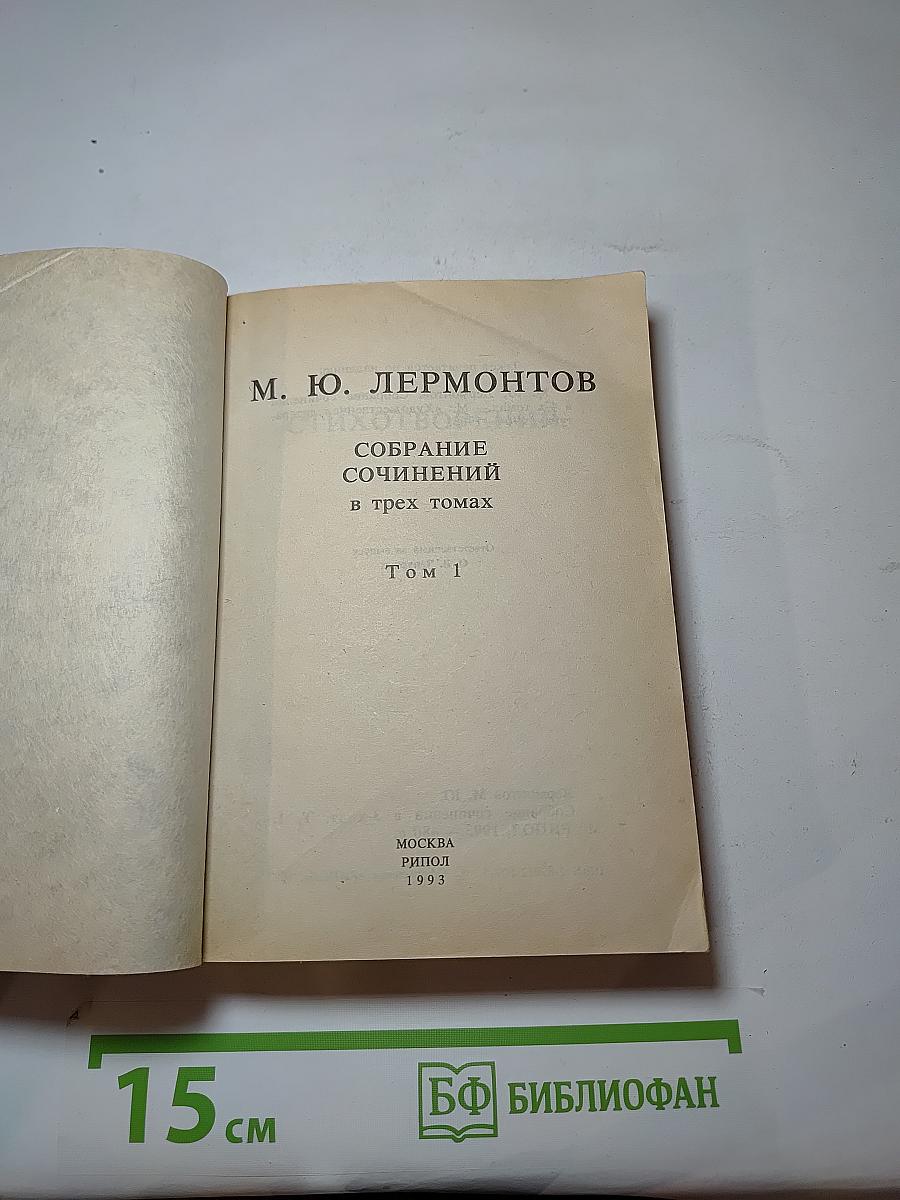 М. Ю. ЛЕРМОНТОВ
СОБРАНИЕ
СОЧИНЕНИЙ
в трех томах
Том 1
МОСКВА
РИПОЛ
1993
15 см
БФ БИБЛИОФАН